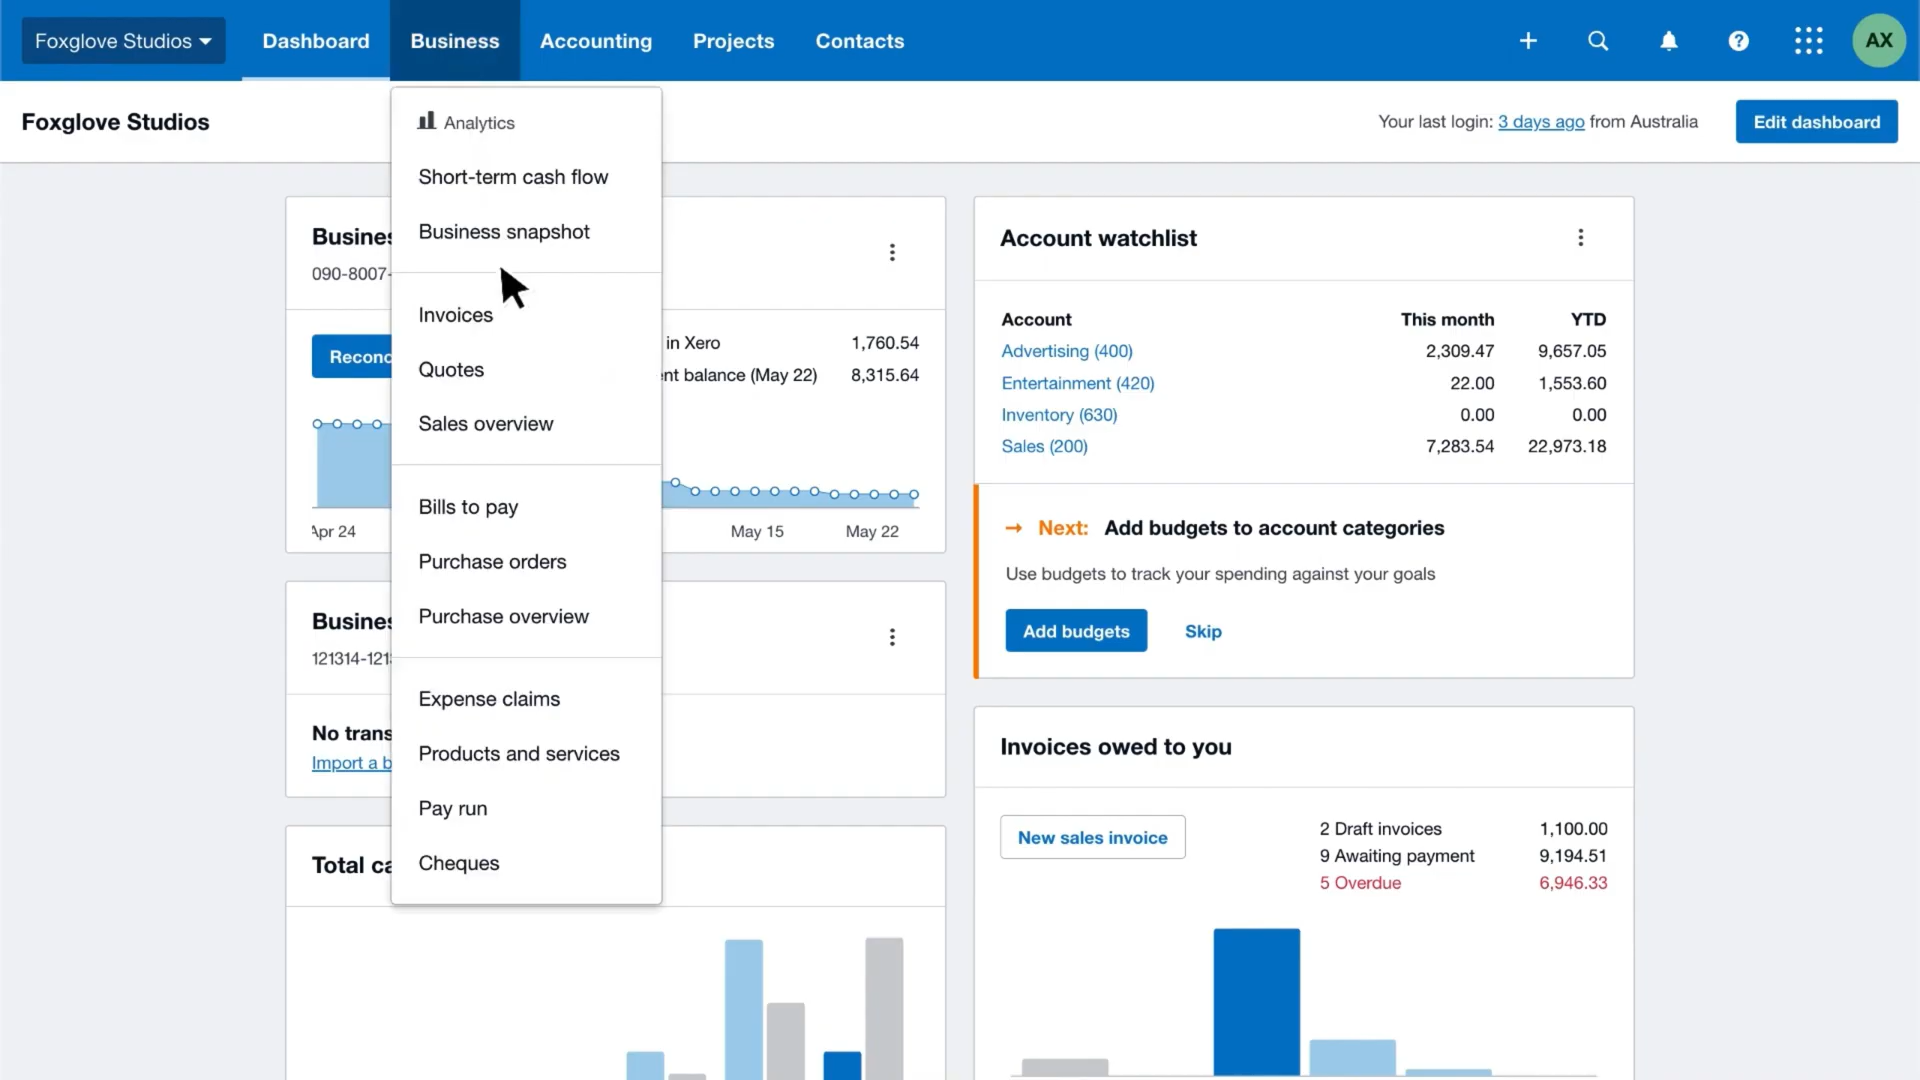 Foxglove Studios
Dashboard
Business
Accounting
Projects
Contacts
AX
Foxglove Studios
Your last login: 3 days ago from Australia
Edit dashboard
Analytics
Short-term cash flow
Business snapshot
Invoices
Quotes
Sales overview
Bills to pay
Purchase orders
Purchase overview
Expense claims
Products and services
Pay run
Cheques
Busines
090-8007-
Reconc
in Xero 1,760.54
nt balance (May 22) 8,315.64
Apr 24 May 15 May 22
Busines
121314-121
No trans
Import a b
Total ca
Account watchlist
Account This month YTD
Advertising (400) 2,309.47 9,657.05
Entertainment (420) 22.00 1,553.60
Inventory (630) 0.00 0.00
Sales (200) 7,283.54 22,973.18
→ Next: Add budgets to account categories
Use budgets to track your spending against your goals
Add budgets Skip
Invoices owed to you
New sales invoice
2 Draft invoices 1,100.00
9 Awaiting payment 9,194.51
5 Overdue 6,946.33